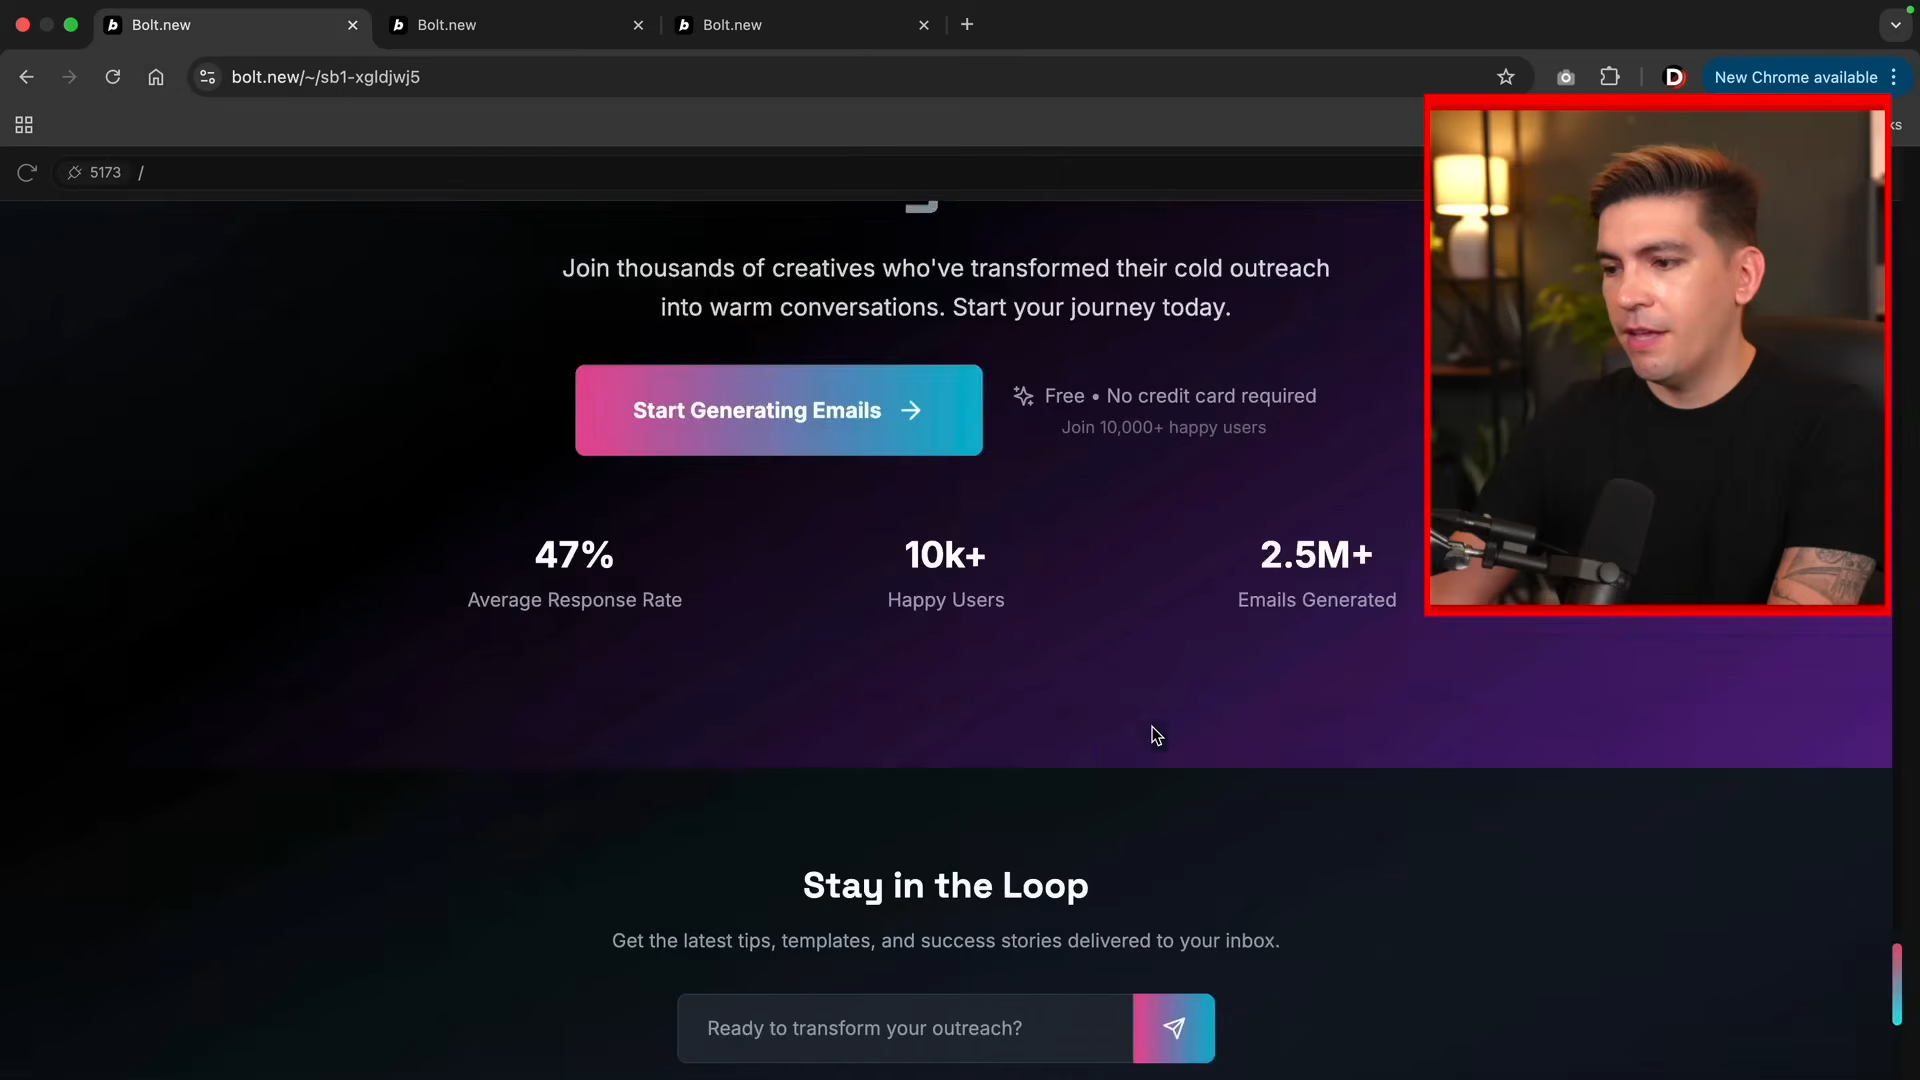 Bolt.new
Bolt.new
Bolt.new
bolt.new/~/sb1-xgldjwj5
New Chrome available
ks
5173 /
Join thousands of creatives who've transformed their cold outreach
into warm conversations. Start your journey today.
Start Generating Emails
Free • No credit card required
Join 10,000+ happy users
47%
10k+
2.5M+
Average Response Rate
Happy Users
Emails Generated
Stay in the Loop
Get the latest tips, templates, and success stories delivered to your inbox.
Ready to transform your outreach?